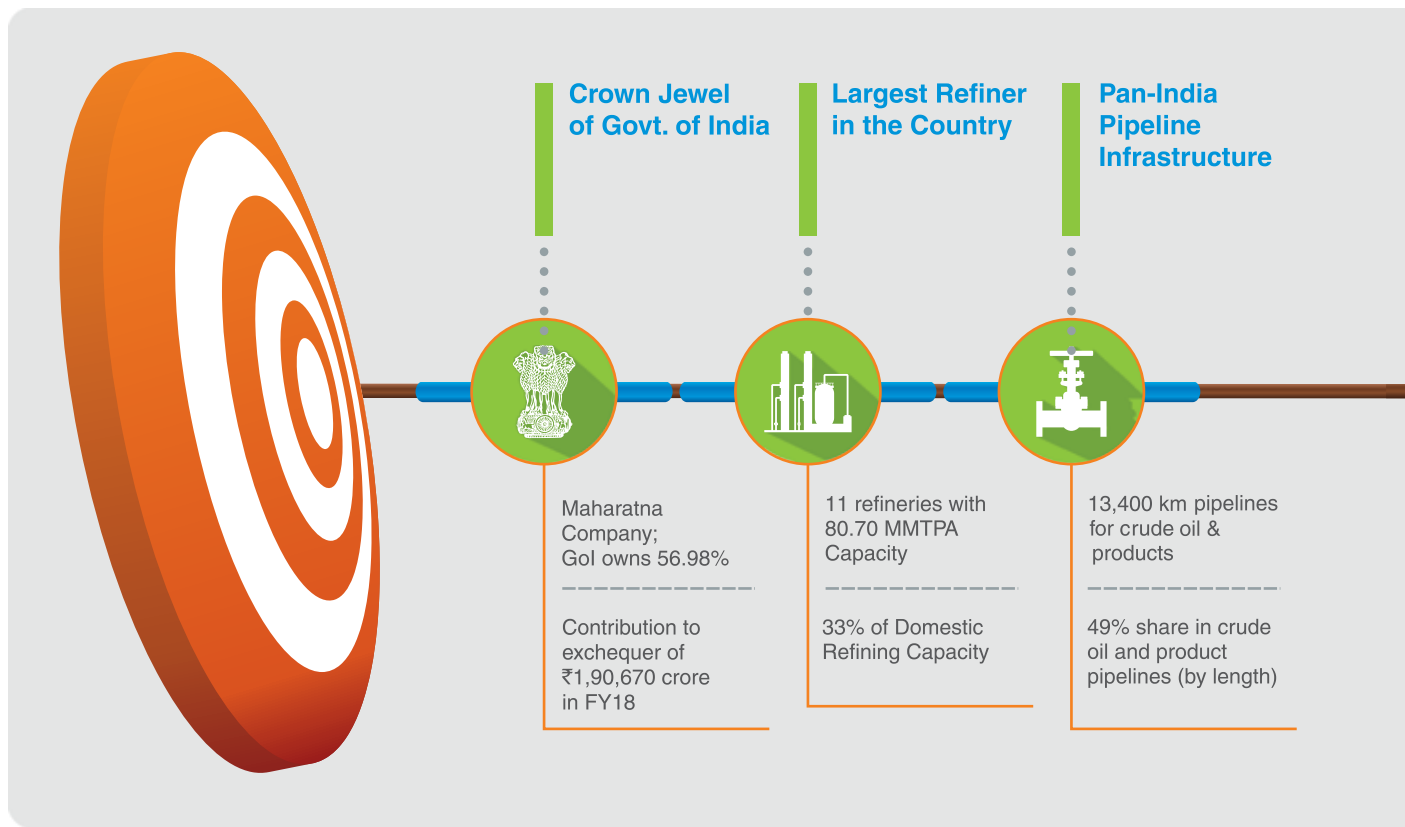 Crown Jewel
of Govt. of India
Maharatna
Company;
GoI owns 56.98%
Contribution to
exchequer of
₹1,90,670 crore
in FY18
Largest Refiner
in the Country
11 refineries with
80.70 MMTPA
Capacity
33% of Domestic
Refining Capacity
Pan-India
Pipeline
Infrastructure
13,400 km pipelines
for crude oil &
products
49% share in crude
oil and product
pipelines (by length)